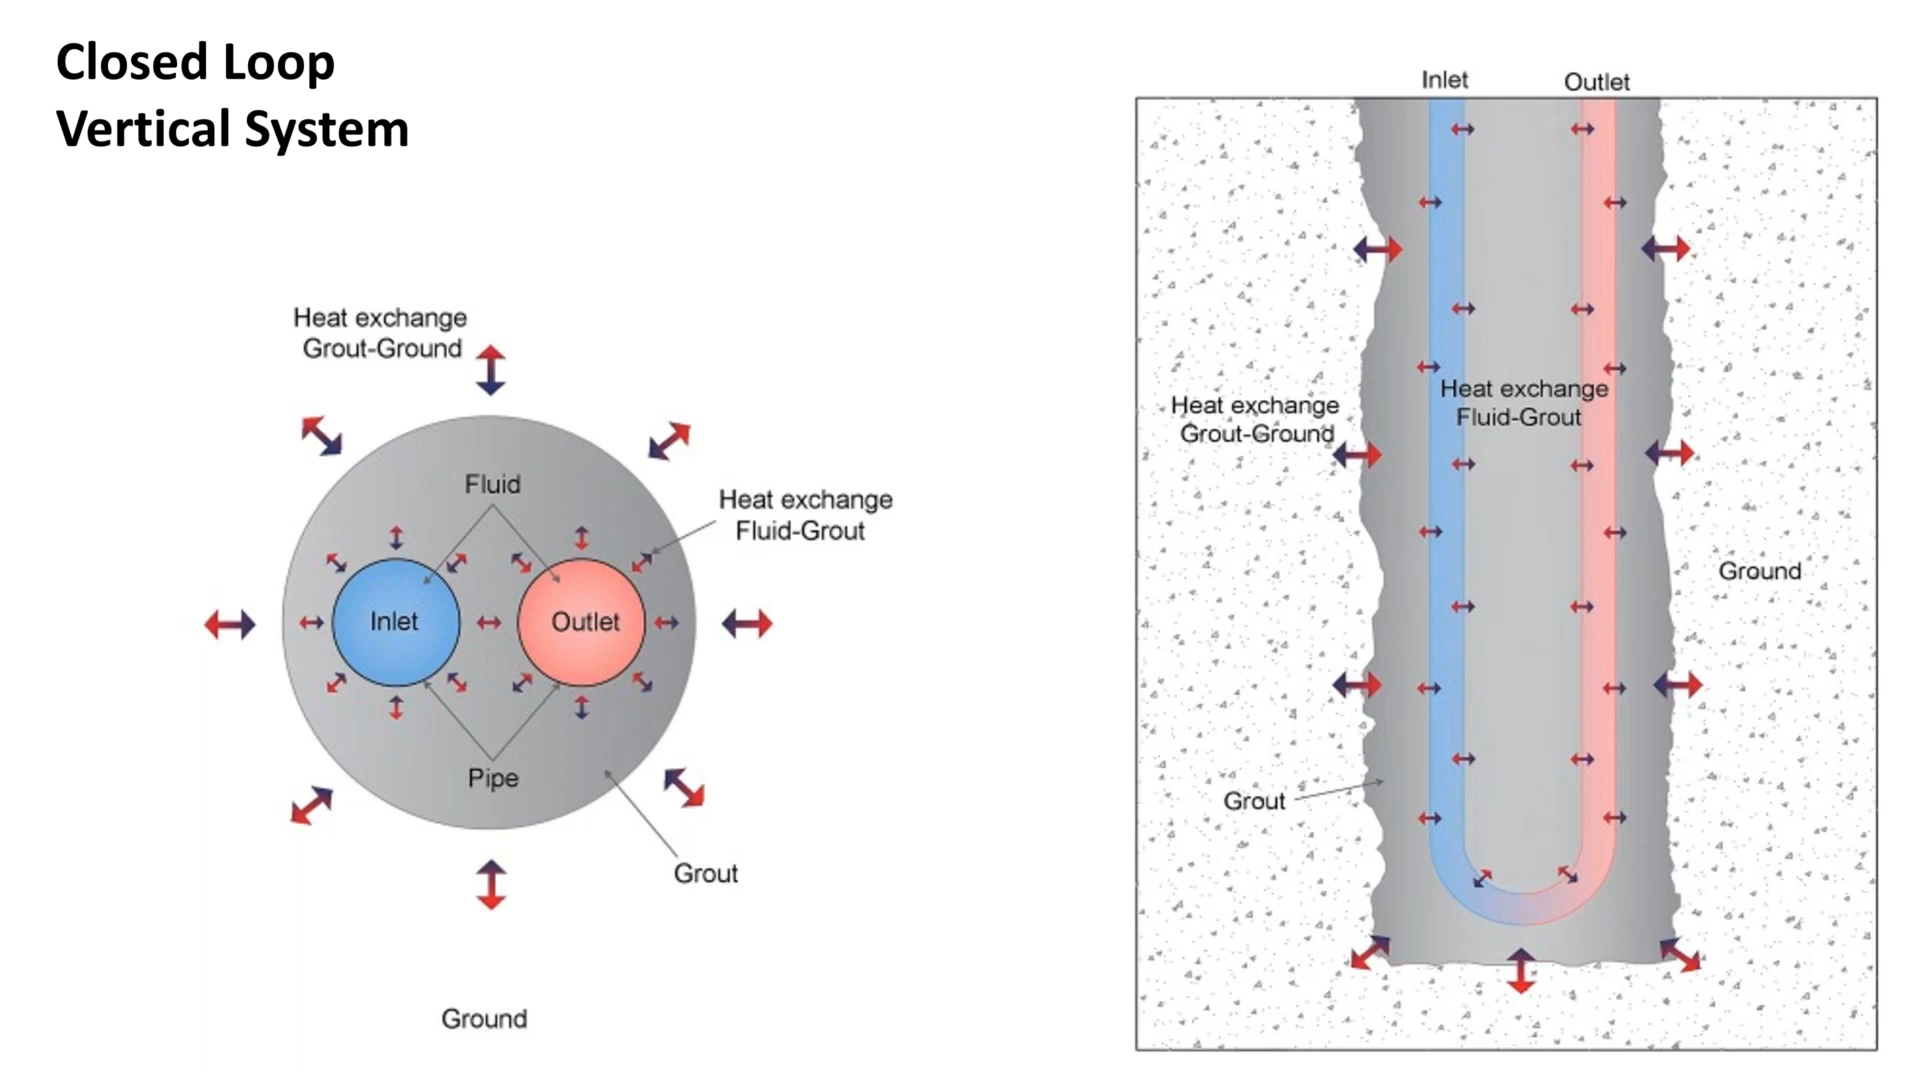 Closed Loop
Vertical System
Heat exchange
Grout-Ground
Fluid
Heat exchange
Fluid-Grout
Inlet
Outlet
Pipe
Grout
Ground
Inlet
Outlet
Heat exchange
Fluid-Grout
Heat exchange
Grout-Ground
Ground
Grout